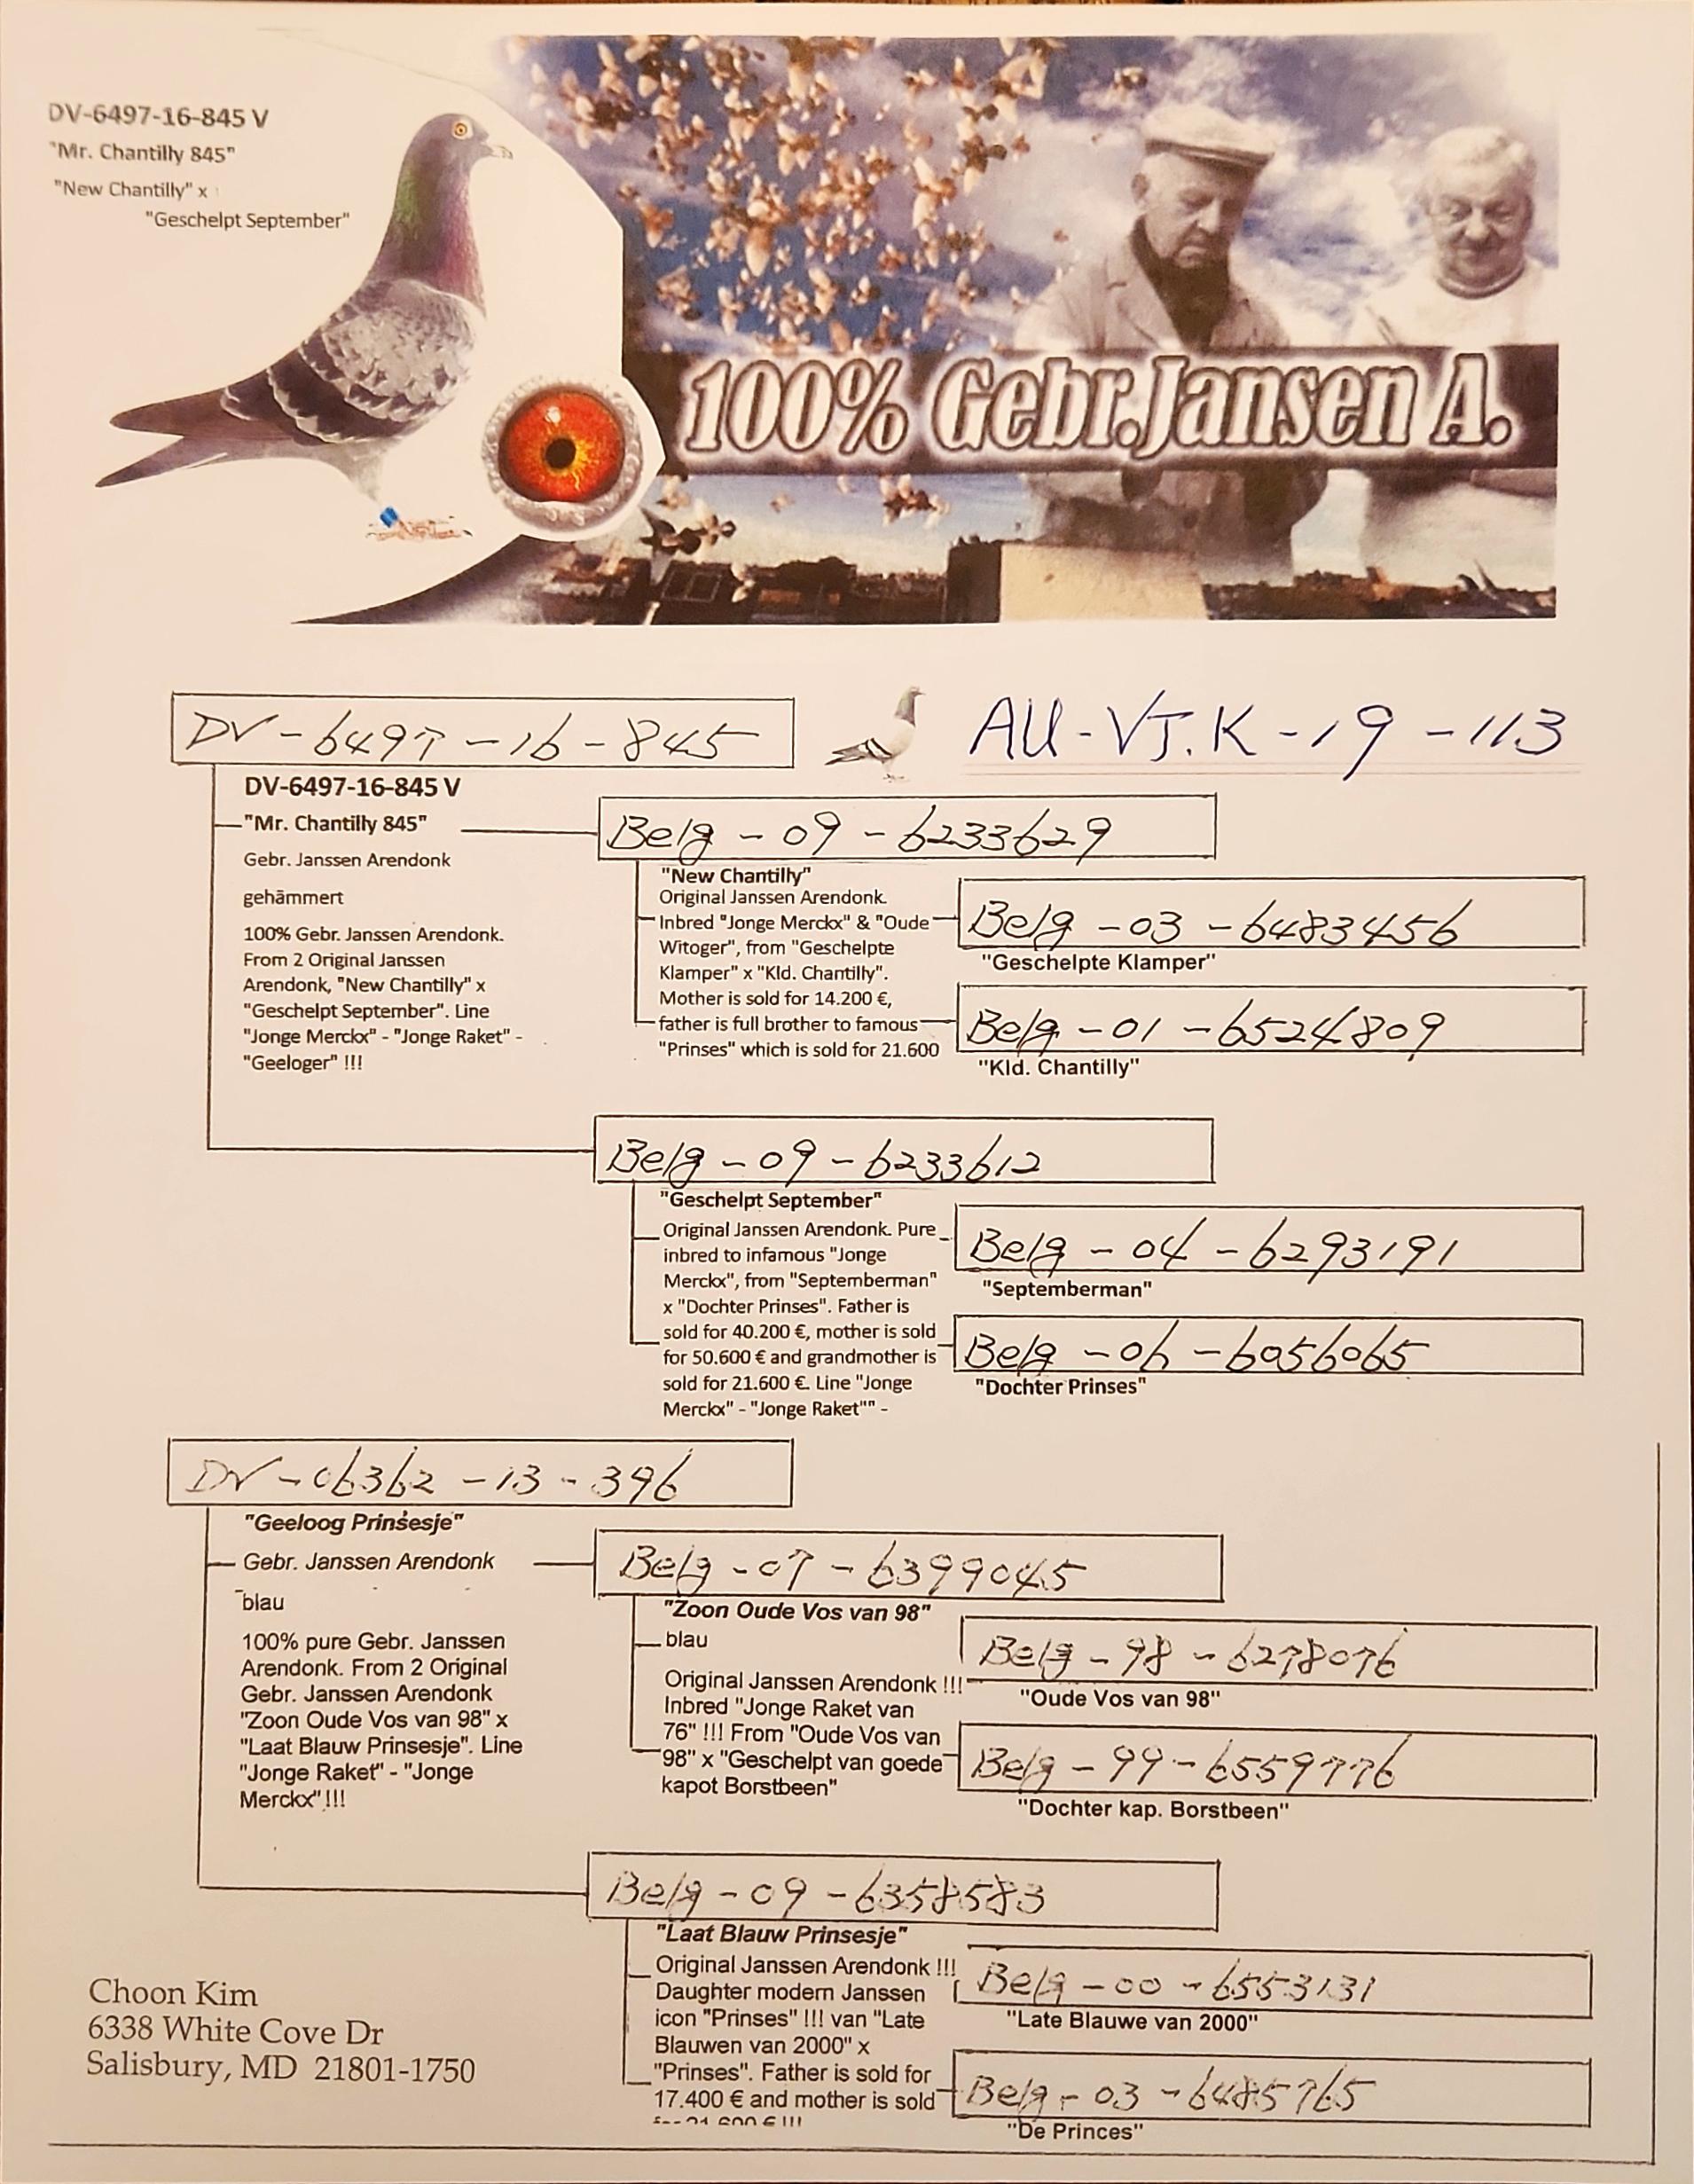 DV-6497-16-845 V
"Mr. Chantilly 845"
"New Chantilly" x
"Geschelpt September"
100% Gebr.Jansen A.
DV-6497-16-845
AU-VJ.K-19-113
DV-6497-16-845 V
"Mr. Chantilly 845"
Gebr. Janssen Arendonk
gehämmert
100% Gebr. Janssen Arendonk.
From 2 Original Janssen
Arendonk, "New Chantilly" x
"Geschelpt September". Line
"Jonge Merckx" - "Jonge Raket" -
"Geeloger" !!!
Belg - 09 - 6233629
"New Chantilly"
Original Janssen Arendonk.
Inbred "Jonge Merckx" & "Oude
Witoger", from "Geschelpte
Klamper" x "Kld. Chantilly".
Mother is sold for 14.200 €,
father is full brother to famous
"Prinses" which is sold for 21.600
Belg - 03 - 6483456
"Geschelpte Klamper"
Belg - 01 - 6524809
"Kld. Chantilly"
Belg - 09 - 6233612
"Geschelpt September"
Original Janssen Arendonk. Pure
inbred to infamous "Jonge
Merckx", from "Septemberman"
x "Dochter Prinses". Father is
sold for 40.200 €, mother is sold
for 50.600 € and grandmother is
sold for 21.600 €. Line "Jonge
Merckx" - "Jonge Raket"" -
Belg - 04 - 6293191
"Septemberman"
Belg - 06 - 6056065
"Dochter Prinses"
DV - 06362 - 13 - 396
"Geeloog Prinsesje"
Gebr. Janssen Arendonk
blau
100% pure Gebr. Janssen
Arendonk. From 2 Original
Gebr. Janssen Arendonk
"Zoon Oude Vos van 98" x
"Laat Blauw Prinsesje". Line
"Jonge Raket" - "Jonge
Merckx" !!!
Belg - 07 - 6399045
"Zoon Oude Vos van 98"
blau
Original Janssen Arendonk !!!
Inbred "Jonge Raket van
76" !!! From "Oude Vos van
98" x "Geschelpt van goede
kapot Borstbeen"
Belg - 98 - 6278076
"Oude Vos van 98"
Belg - 99 - 6559776
"Dochter kap. Borstbeen"
Belg - 09 - 6358583
"Laat Blauw Prinsesje"
Original Janssen Arendonk !!!
Daughter modern Janssen
icon "Prinses" !!! van "Late
Blauwen van 2000" x
"Prinses". Father is sold for
17.400 € and mother is sold
for 21.600 € !!!
Belg - 00 - 6553131
"Late Blauwe van 2000"
Belg - 03 - 6485765
"De Princes"
Choon Kim
6338 White Cove Dr
Salisbury, MD 21801-1750